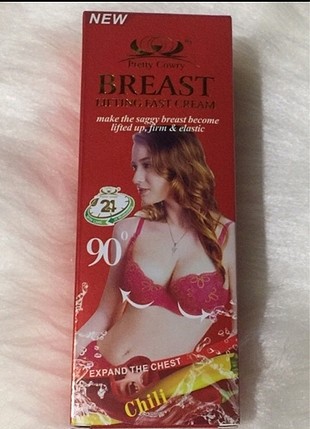 NEW
Pretty Cowry
BREAST
LIFTING FAST CREAM
make the saggy breast become
lifted up, firm & elastic
24
90°
EXPAND THE CHEST
Chili